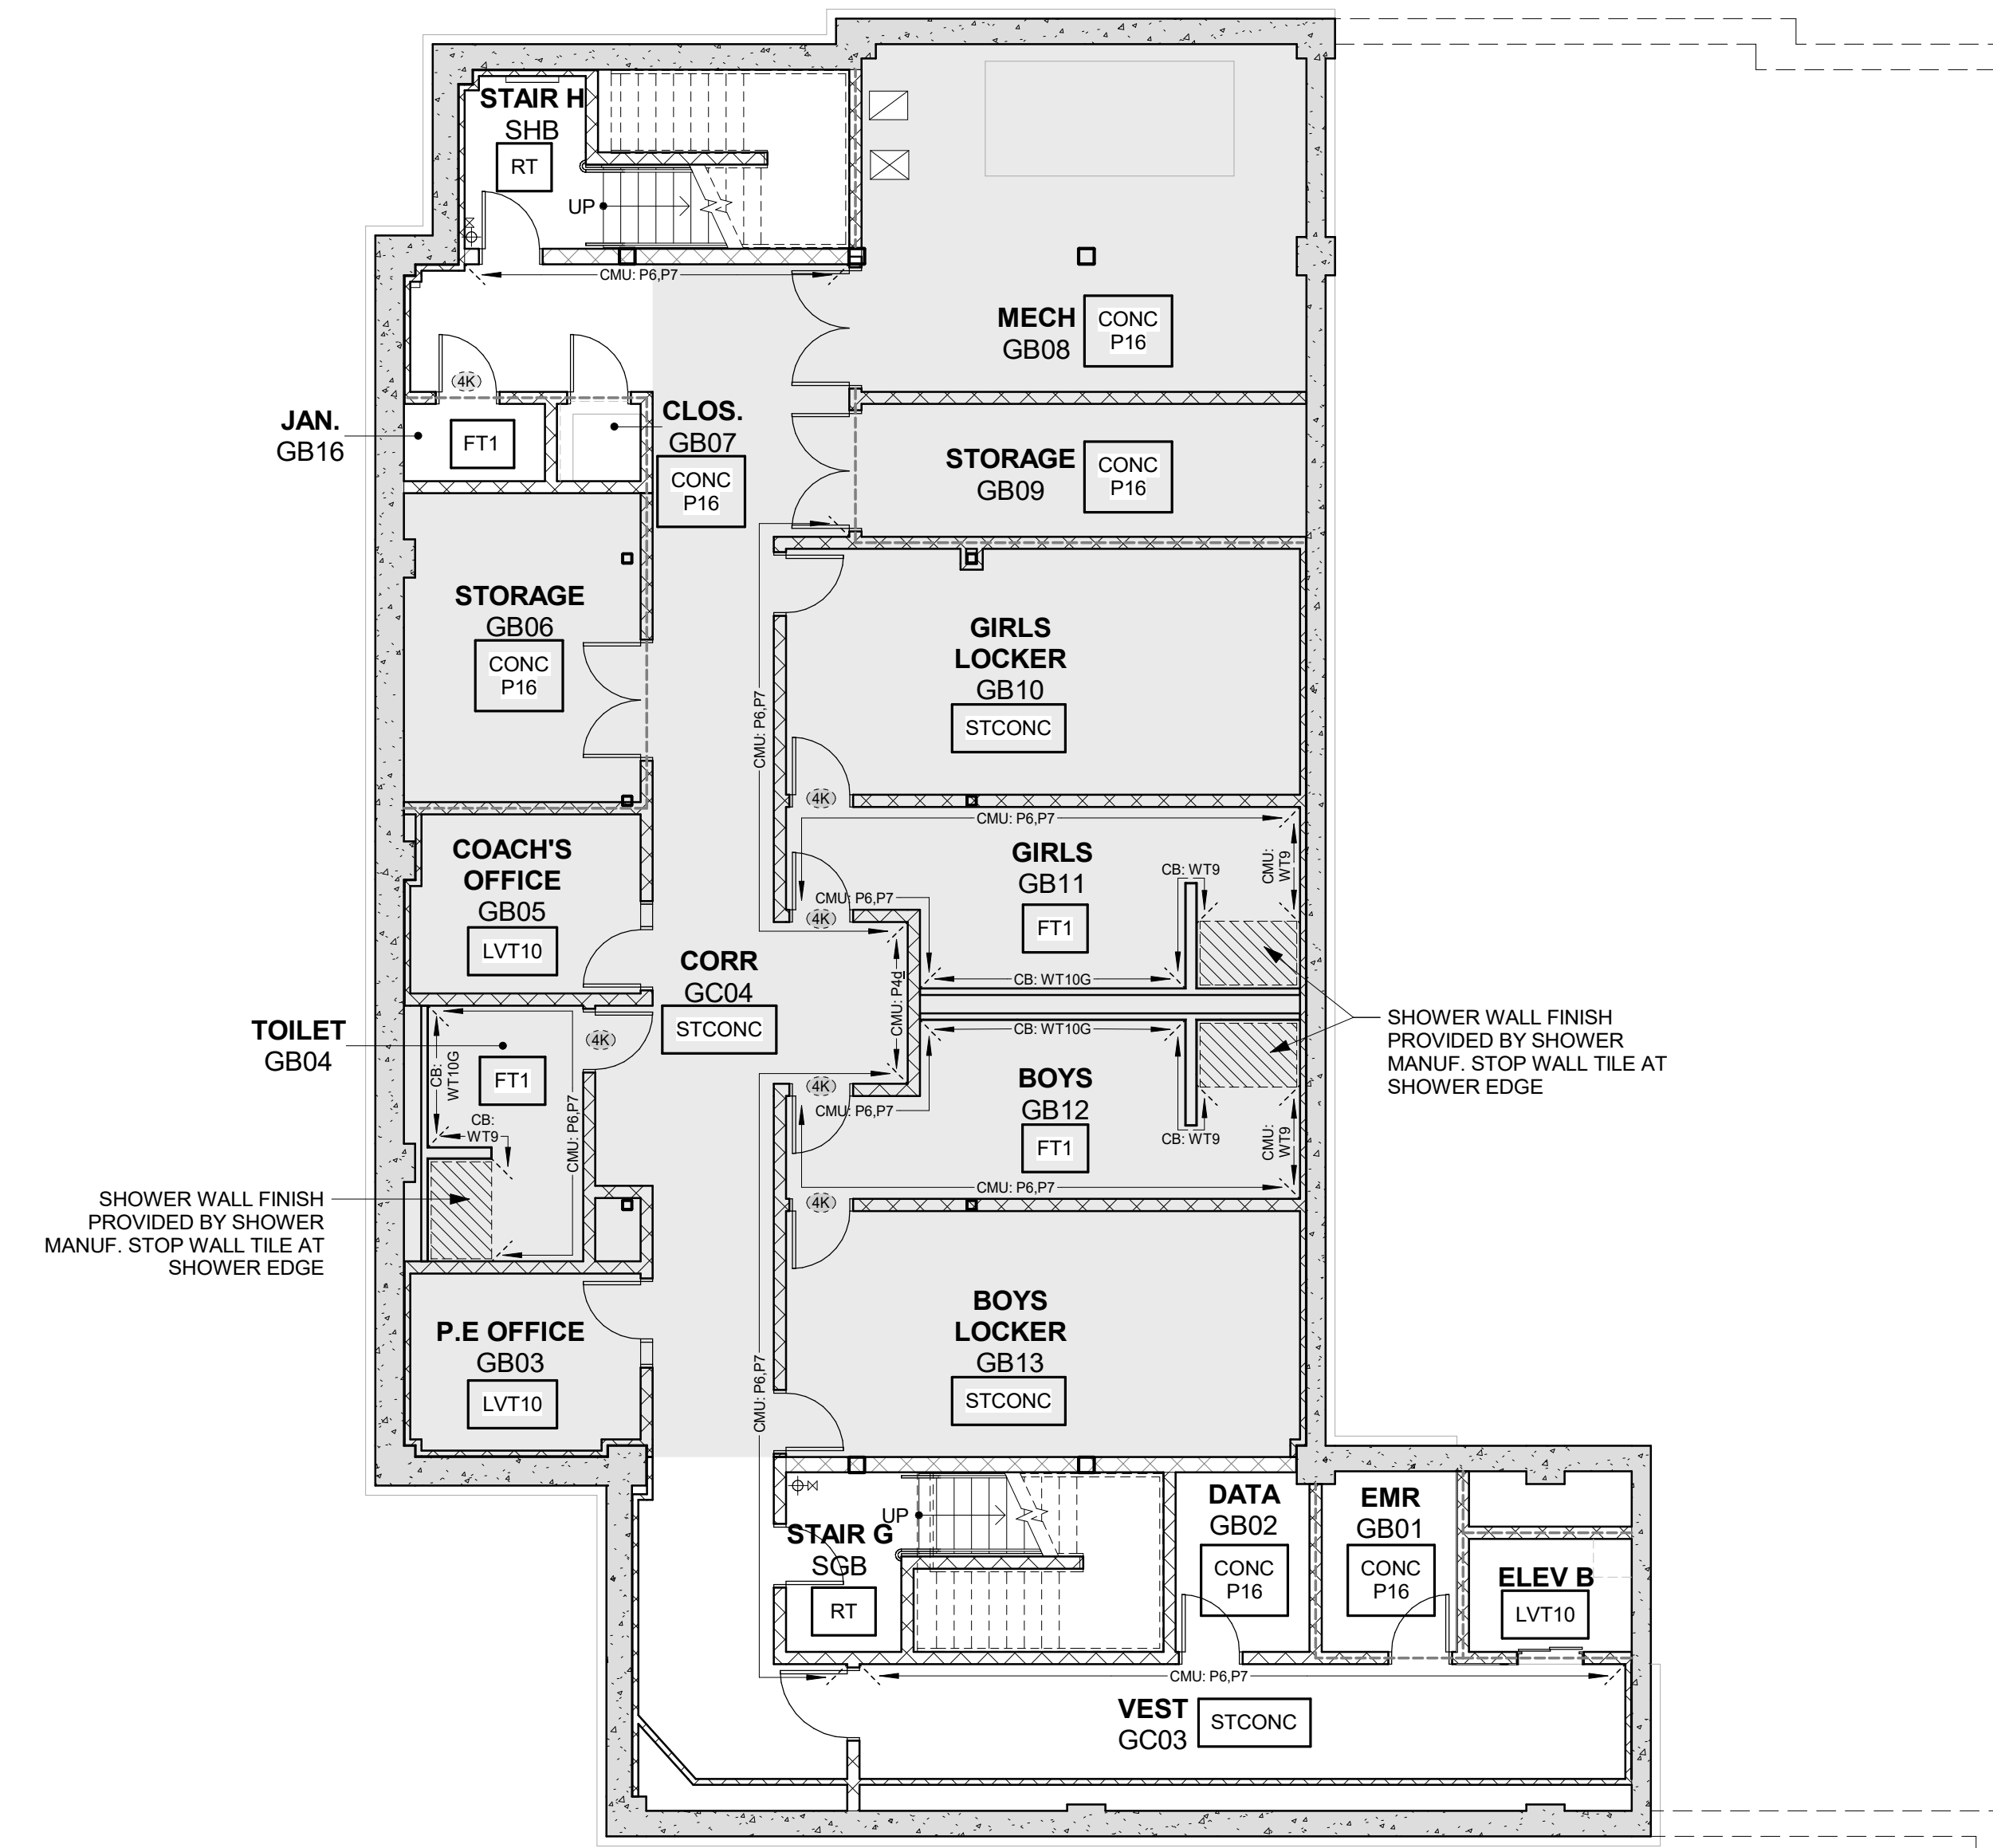 STAIR H
SHB
RT
UP
CMU: P6,P7
MECH
GB08
CONC
P16
4K
JAN.
GB16
FT1
CLOS.
GB07
CONC
P16
STORAGE
GB09
CONC
P16
STORAGE
GB06
CONC
P16
GIRLS
LOCKER
GB10
STCONC
CMU: P6,P7
4K
CMU: P6,P7
COACH'S
OFFICE
GB05
LVT10
GIRLS
GB11
FT1
CB: WT9
CMU:
WT9
CMU: P6,P7
4K
CB: WT10G
CORR
GC04
STCONC
CMU: P4d
TOILET
GB04
FT1
4K
CB:
WT10G
CB:
WT9
CMU: P6,P7
CB: WT10G
SHOWER WALL FINISH
PROVIDED BY SHOWER
MANUF. STOP WALL TILE AT
SHOWER EDGE
BOYS
GB12
FT1
4K
CMU: P6,P7
CB: WT9
CMU:
WT9
CMU: P6,P7
4K
SHOWER WALL FINISH
PROVIDED BY SHOWER
MANUF. STOP WALL TILE AT
SHOWER EDGE
P.E OFFICE
GB03
LVT10
BOYS
LOCKER
GB13
STCONC
CMU: P6,P7
STAIR G
SGB
RT
UP
DATA
GB02
CONC
P16
EMR
GB01
CONC
P16
ELEV B
LVT10
CMU: P6,P7
VEST
GC03
STCONC